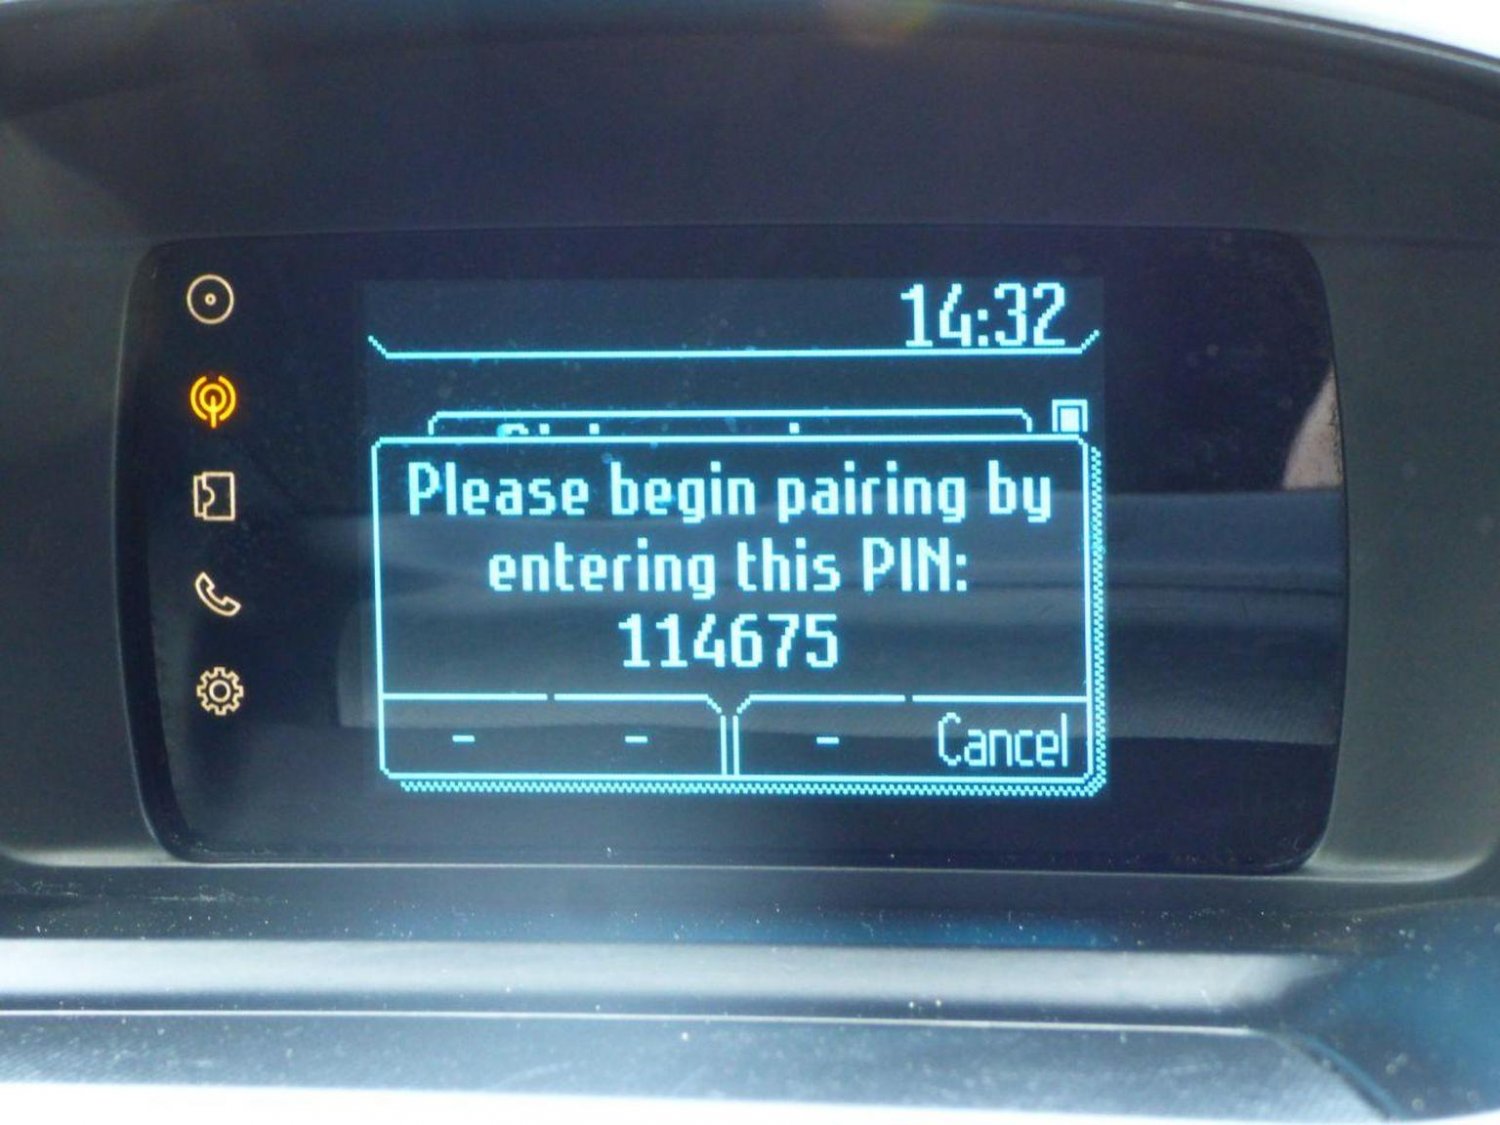 14:32
Please begin pairing by
entering this PIN:
114675
- - - Cancel